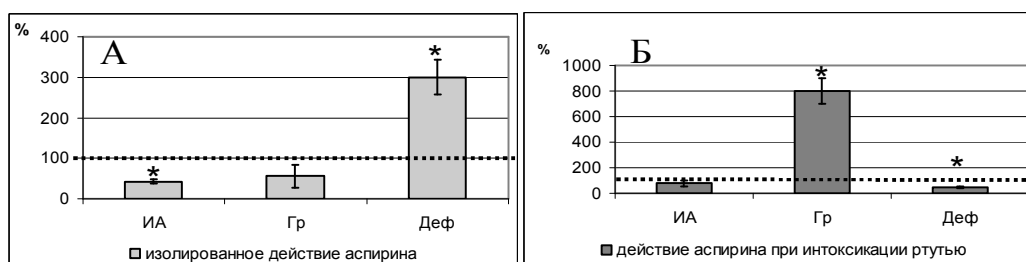 %
А
400
300
200
100
0
*
*
ИА
Гр
Деф
изолированное действие аспирина
%
Б
1000
800
600
400
200
0
*
*
ИА
Гр
Деф
действие аспирина при интоксикации ртутью